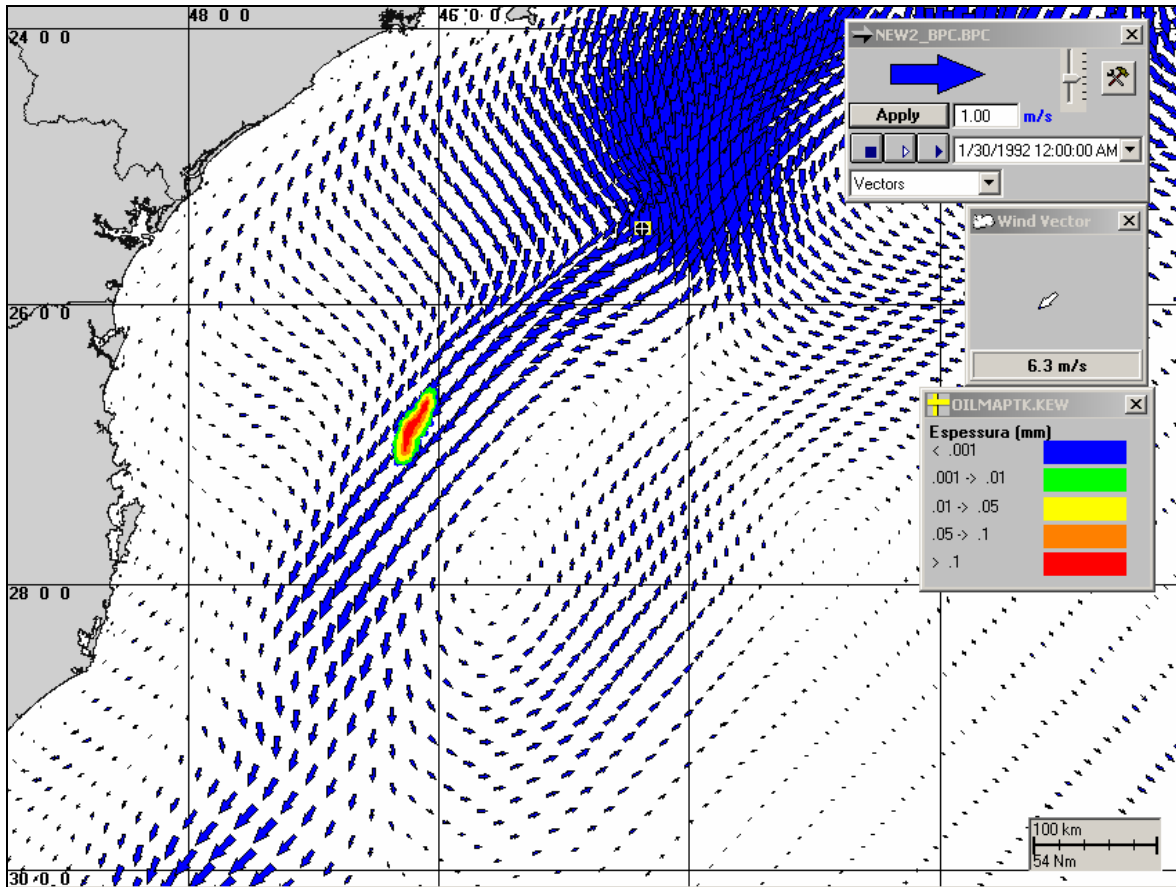 48 0 0
46 0 0
24 0 0
26 0 0
28 0 0
30 0 0
NEW2_BPC.BPC
Apply
1.00
m/s
1/30/1992 12:00:00 AM
Vectors
Wind Vector
6.3 m/s
OILMAPTK.KEW
Espessura (mm)
< .001
.001 -> .01
.01 -> .05
.05 -> .1
> .1
100 km
54 Nm